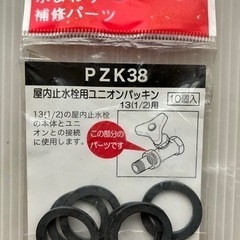 補修パーツ
PZK38
屋内止水栓用ユニオンパッキン
13(1/2)用
10個入
13(1/2)の屋内止水栓
の本体とユニ
オンとの接続
に使用します。
この部分の
パーツです